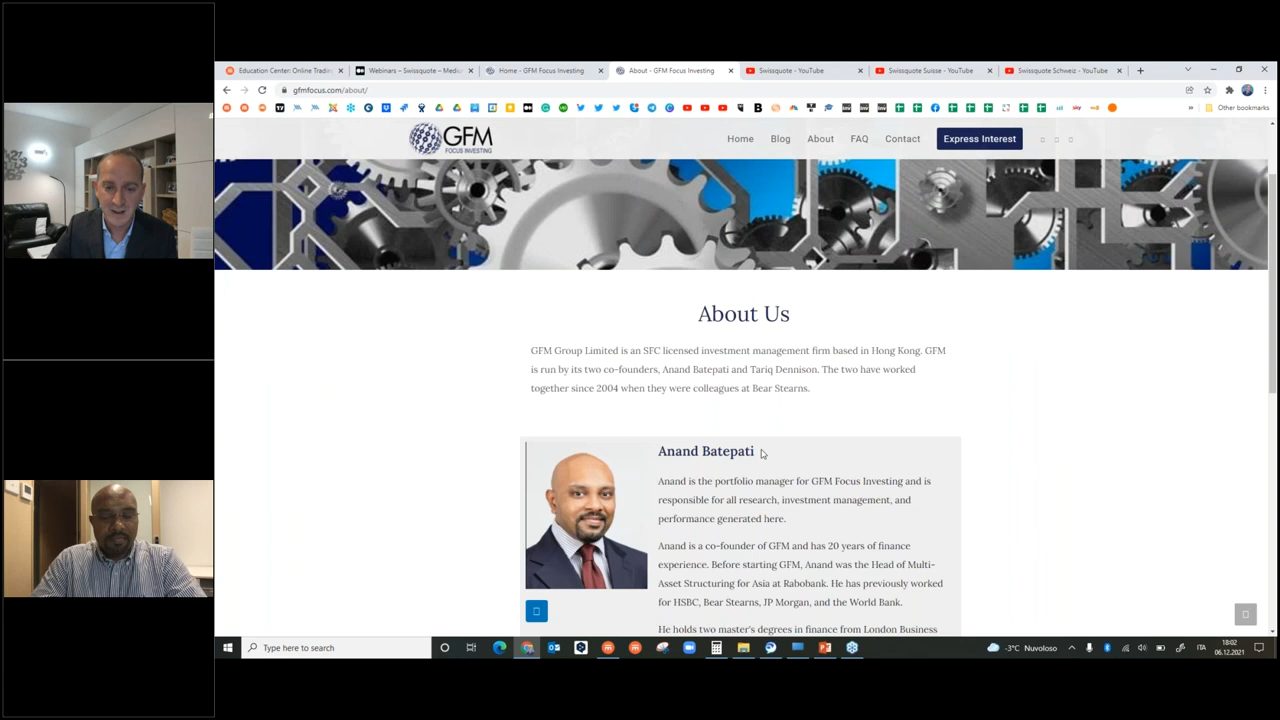 Education Center: Online Tradin
Webinars – Swissquote – Mediu
Home - GFM Focus Investing
About - GFM Focus Investing
Swissquote - YouTube
Swissquote Suisse - YouTube
Swissquote Schweiz - YouTube
gfmfocus.com/about/
Other bookmarks
GFM
FOCUS INVESTING
Home
Blog
About
FAQ
Contact
Express Interest
About Us
GFM Group Limited is an SFC licensed investment management firm based in Hong Kong. GFM
is run by its two co-founders, Anand Batepati and Tariq Dennison. The two have worked
together since 2004 when they were colleagues at Bear Stearns.
Anand Batepati
Anand is the portfolio manager for GFM Focus Investing and is
responsible for all research, investment management, and
performance generated here.
Anand is a co-founder of GFM and has 20 years of finance
experience. Before starting GFM, Anand was the Head of Multi-
Asset Structuring for Asia at Rabobank. He has previously worked
for HSBC, Bear Stearns, JP Morgan, and the World Bank.
He holds two master's degrees in finance from London Business
Type here to search
-3°C Nuvoloso
ITA
18:02
06.12.2021